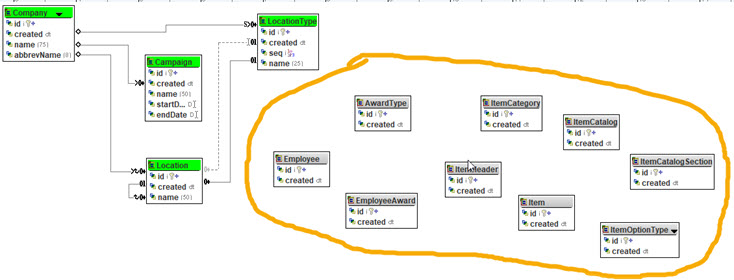 Company
id
created dt
name (75)
abbrevName (8)
LocationType
id
created dt
seq
name (25)
Campaign
id
created dt
name (50)
startD... D
endDate D
Location
id
created dt
name (50)
AwardType
id
created dt
ItemCategory
id
created dt
ItemCatalog
id
created dt
Employee
id
created dt
ItemHeader
id
created dt
ItemCatalogSection
id
created dt
EmployeeAward
id
created dt
Item
id
created dt
ItemOptionType
id
created dt